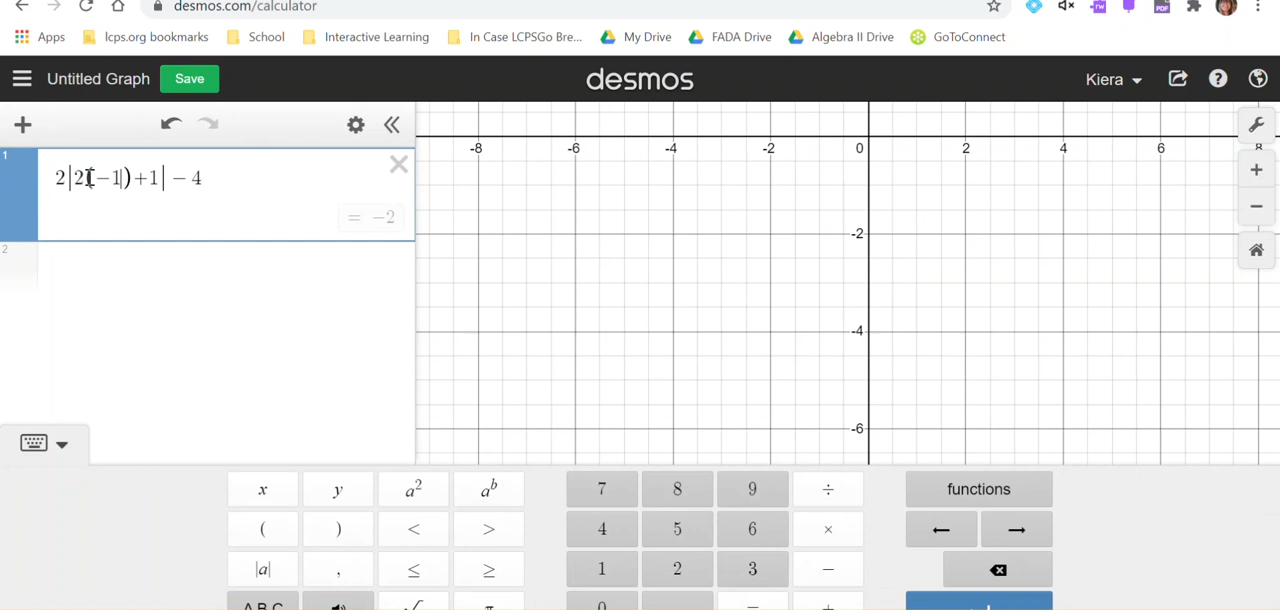 desmos.com/calculator
Apps lcps.org bookmarks School Interactive Learning In Case LCPSGo Bre... My Drive FADA Drive Algebra II Drive GoToConnect
Untitled Graph Save desmos Kiera
1
2|2(−1)+1| − 4
= −2
2
-8 -6 -4 -2 0 2 4 6 8
-2
-4
-6
x y a² aᵇ 7 8 9 ÷ functions
( ) < > 4 5 6 × ← →
|a| , ≤ ≥ 1 2 3 −
A B C √ π 0 . = +